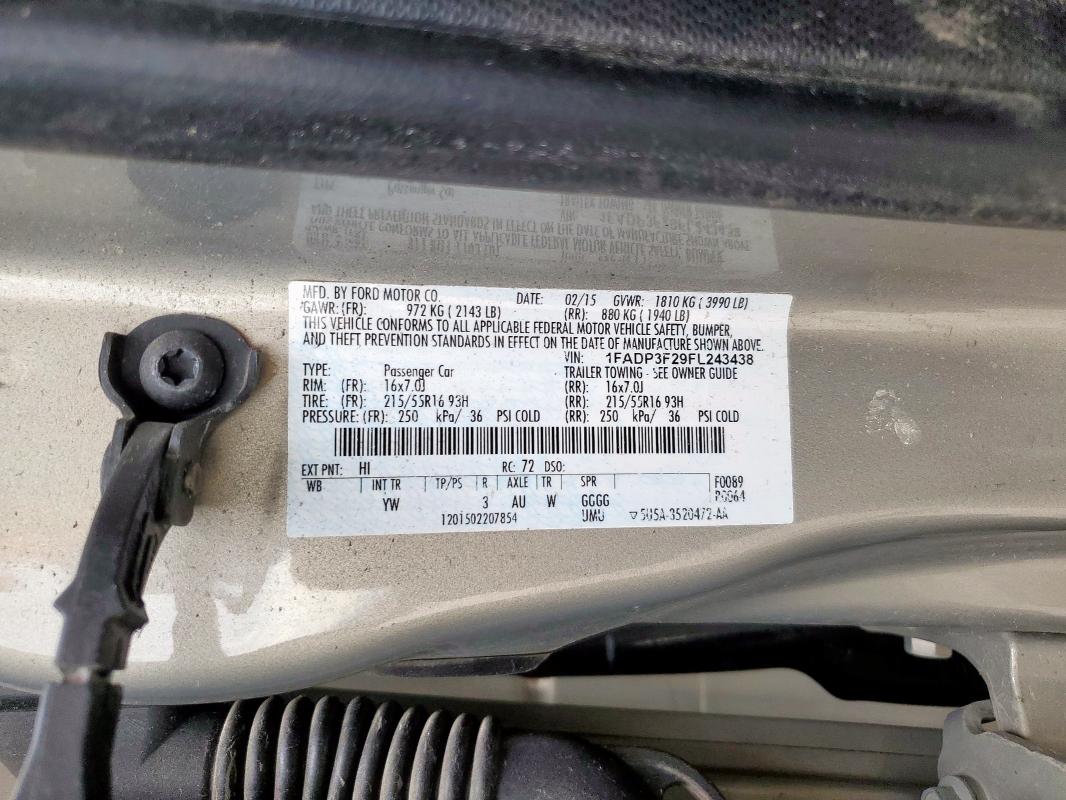 MFD. BY FORD MOTOR CO. DATE: 02/15 GVWR: 1810 KG ( 3990 LB)
GAWR: (FR): 972 KG ( 2143 LB) (RR): 880 KG ( 1940 LB)
THIS VEHICLE CONFORMS TO ALL APPLICABLE FEDERAL MOTOR VEHICLE SAFETY, BUMPER,
AND THEFT PREVENTION STANDARDS IN EFFECT ON THE DATE OF MANUFACTURE SHOWN ABOVE.
VIN: 1FADP3F29FL243438
TYPE: Passenger Car TRAILER TOWING - SEE OWNER GUIDE
RIM: (FR): 16x7.0J (RR): 16x7.0J
TIRE: (FR): 215/55R16 93H (RR): 215/55R16 93H
PRESSURE: (FR): 250 kPa/ 36 PSI COLD (RR): 250 kPa/ 36 PSI COLD
EXT PNT: HI RC: 72 DSO:
WB INT TR TP/PS R AXLE TR SPR F0089
YW 3 AU W GGGG P0064
1201502207854 UMU 5U5A-3520472-AA